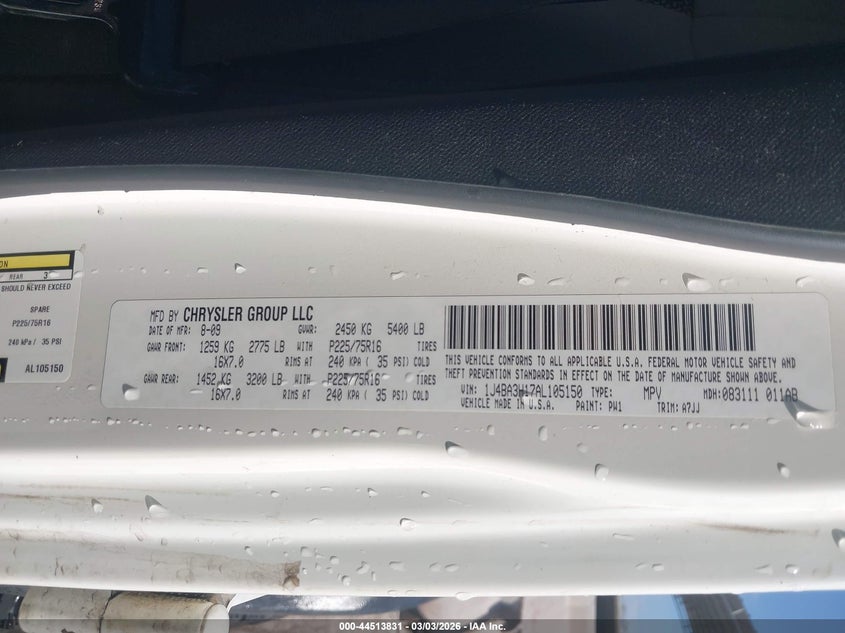 ON
REAR 3
SHOULD NEVER EXCEED
SPARE
P225/75R16
240 kPa / 35 PSI
AL105150
MFD BY CHRYSLER GROUP LLC
DATE OF MFR: 8-09 GVWR: 2450 KG 5400 LB
GAWR FRONT: 1259 KG 2775 LB WITH P225/75R16 TIRES
16X7.0 RIMS AT 240 KPA ( 35 PSI) COLD
GAWR REAR: 1452 KG 3200 LB WITH P225/75R16 TIRES
16X7.0 RIMS AT 240 KPA ( 35 PSI) COLD
THIS VEHICLE CONFORMS TO ALL APPLICABLE U.S.A. FEDERAL MOTOR VEHICLE SAFETY AND
THEFT PREVENTION STANDARDS IN EFFECT ON THE DATE OF MANUFACTURE SHOWN ABOVE.
VIN: 1J4BA3H17AL105150 TYPE: MPV MDH: 083111 011AB
VEHICLE MADE IN U.S.A. PAINT: PW1 TRIM: A7JJ
000-44513831 | 03/03/2026 | IAA Inc.